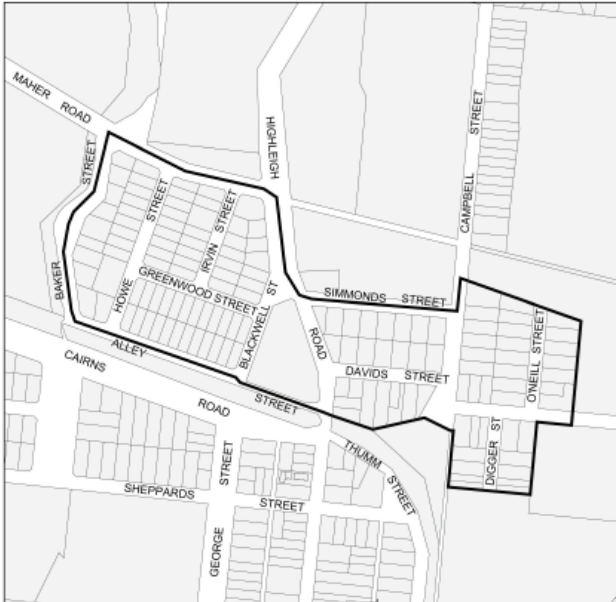 MAHER ROAD
STREET
BAKER
HIGHLEIGH
ROAD
CAMPBELL STREET
HOWE STREET
IRVIN STREET
GREENWOOD STREET
BLACKWELL ST
SIMMONDS STREET
DAVIDS STREET
O'NEILL STREET
DIGGER ST
ALLEY STREET
CAIRNS ROAD
THUMM STREET
SHEPPARDS STREET
GEORGE STREET